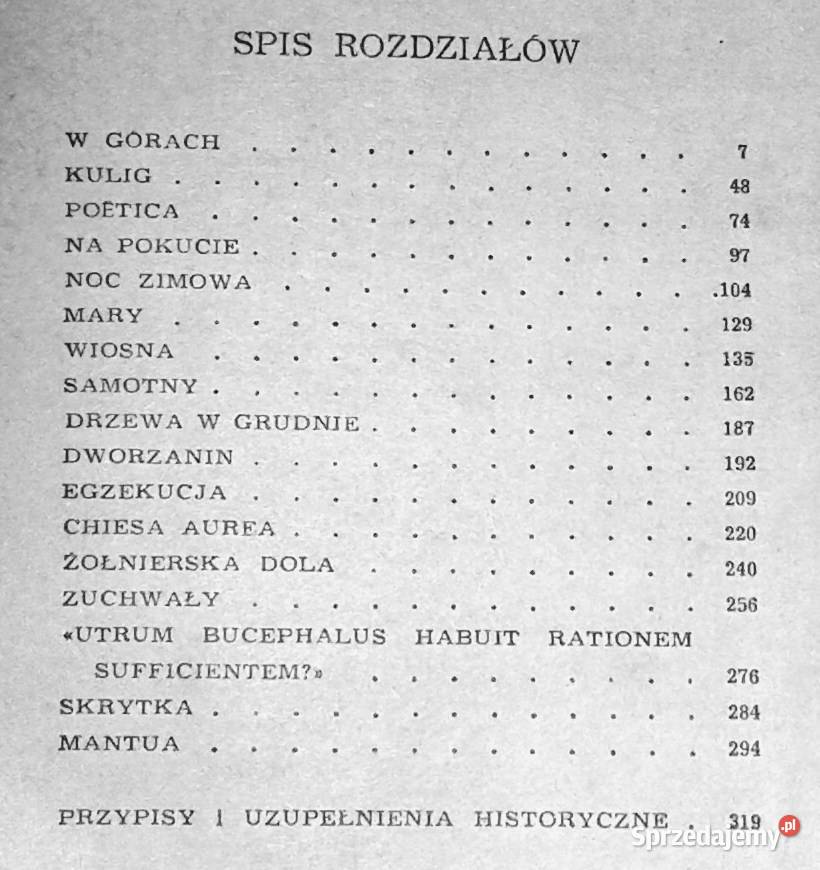 SPIS ROZDZIAŁÓW
W GÓRACH . . . . . . . . . . . . 7
KULIG . . . . . . . . . . . . . . 48
POËTICA . . . . . . . . . . . . . 74
NA POKUCIE . . . . . . . . . . . . 97
NOC ZIMOWA . . . . . . . . . . . .104
MARY . . . . . . . . . . . . . . 129
WIOSNA . . . . . . . . . . . . . 135
SAMOTNY . . . . . . . . . . . . . 162
DRZEWA W GRUDNIE . . . . . . . . . 187
DWORZANIN . . . . . . . . . . . . 192
EGZEKUCJA . . . . . . . . . . . . 209
CHIESA AUREA . . . . . . . . . . . 220
ŻOŁNIERSKA DOLA . . . . . . . . . 240
ZUCHWAŁY . . . . . . . . . . . . 256
«UTRUM BUCEPHALUS HABUIT RATIONEM
SUFFICIENTEM?» . . . . . . . . . 276
SKRYTKA . . . . . . . . . . . . . 284
MANTUA . . . . . . . . . . . . . 294
PRZYPISY I UZUPEŁNIENIA HISTORYCZNE . 319
Sprzedajemy.pl